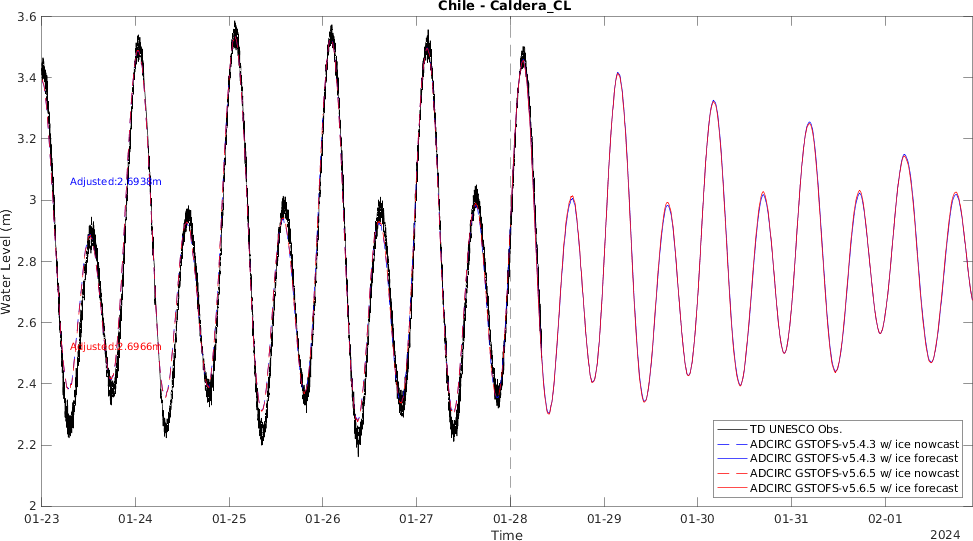 Chile - Caldera_CL
3.6
3.4
3.2
3
2.8
2.6
2.4
2.2
2
Water Level (m)
Adjusted:2.6938m
Adjusted:2.6966m
TD UNESCO Obs.
ADCIRC GSTOFS-v5.4.3 w/ ice nowcast
ADCIRC GSTOFS-v5.4.3 w/ ice forecast
ADCIRC GSTOFS-v5.6.5 w/ ice nowcast
ADCIRC GSTOFS-v5.6.5 w/ ice forecast
01-23 01-24 01-25 01-26 01-27 01-28 01-29 01-30 01-31 02-01
Time
2024